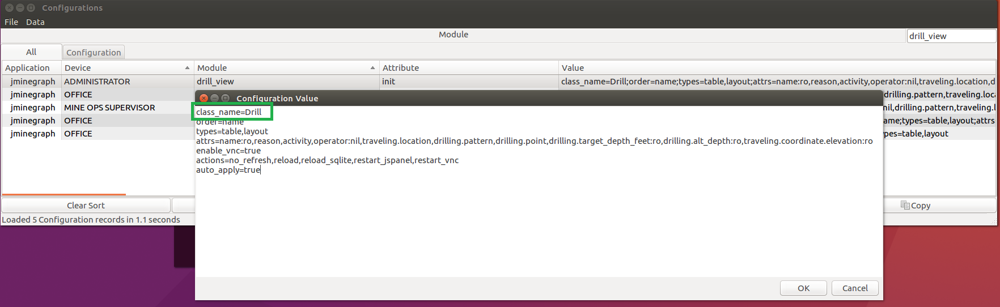 Configurations
File Data
Module drill_view
All Configuration
Application Device Module Attribute Value
jminegraph ADMINISTRATOR drill_view init class_name=Drill;order=name;types=table,layout;attrs=name:ro,reason,activity,operator:nil,traveling.location,d
jminegraph OFFICE drilling.pattern,traveling.loca
jminegraph MINE OPS SUPERVISOR nil,drilling.pattern,traveling.l
jminegraph OFFICE ame;types=table,layout;attrs
jminegraph OFFICE pes=table,layout
Configuration Value
class_name=Drill
order=name
types=table,layout
attrs=name:ro,reason,activity,operator:nil,traveling.location,drilling.pattern,drilling.point,drilling.target_depth_feet:ro,drilling.alt_depth:ro,traveling.coordinate.elevation:ro
enable_vnc=true
actions=no_refresh,reload,reload_sqlite,restart_jspanel,restart_vnc
auto_apply=true
Clear Sort Copy
Loaded 5 Configuration records in 1.1 seconds
OK Cancel